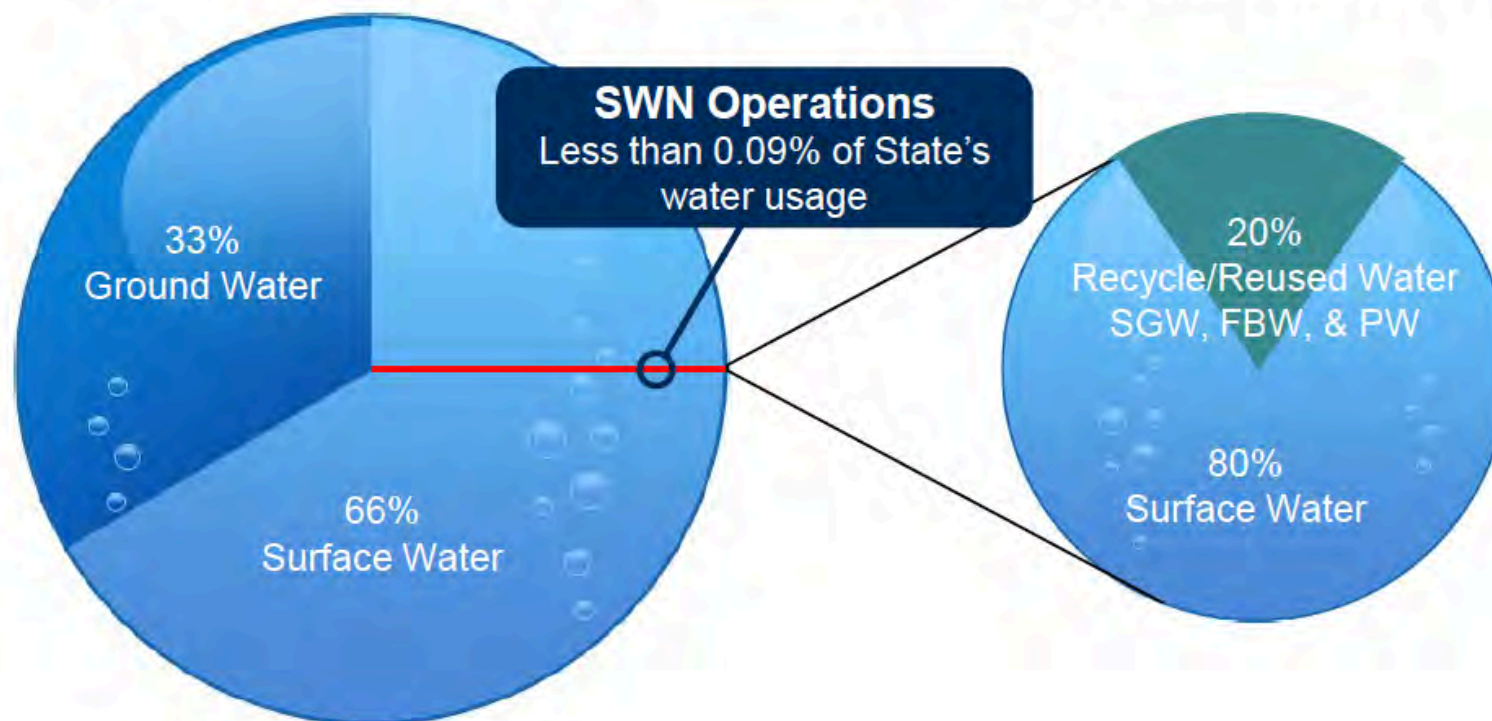 SWN Operations
Less than 0.09% of State's
water usage
33%
Ground Water
66%
Surface Water
20%
Recycle/Reused Water
SGW, FBW, & PW
80%
Surface Water